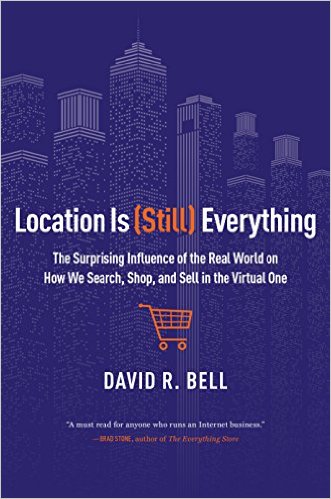 Location Is (Still) Everything
The Surprising Influence of the Real World on
How We Search, Shop, and Sell in the Virtual One
DAVID R. BELL
"A must read for anyone who runs an Internet business."
—BRAD STONE, author of The Everything Store